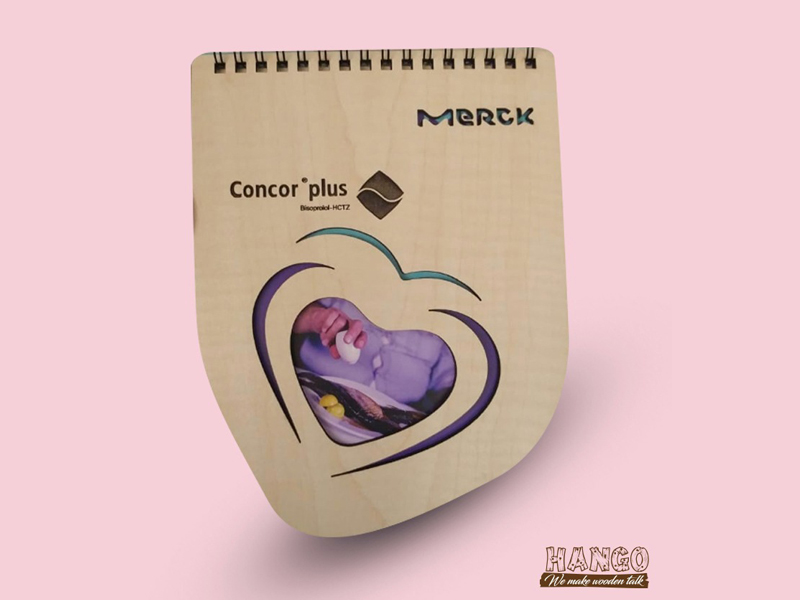 MERCK
Concor® plus
Bisoprolol-HCTZ
HANGO
We make wooden talk